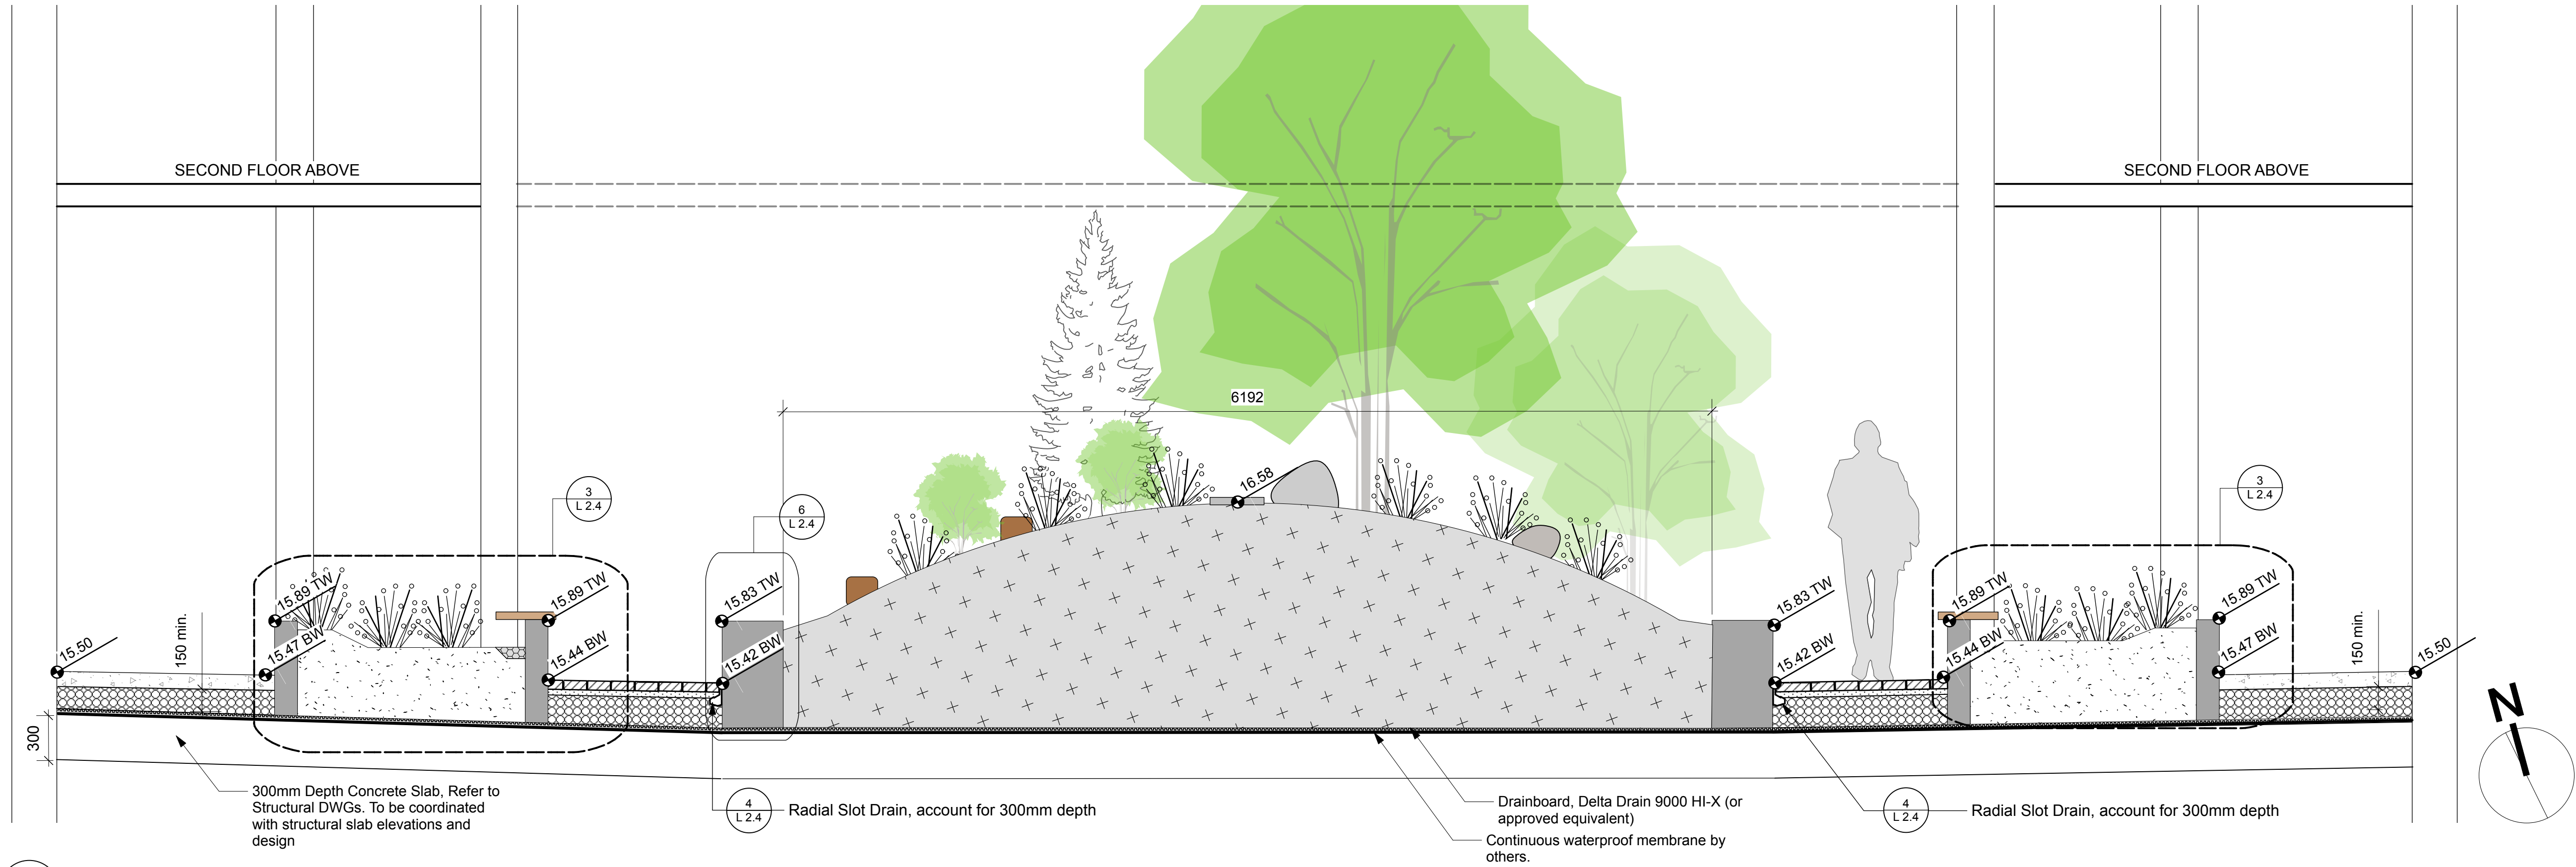 SECOND FLOOR ABOVE
SECOND FLOOR ABOVE
6192
16.58
3
L 2.4
6
L 2.4
3
L 2.4
15.50
150 min.
15.89 TW
15.47 BW
15.89 TW
15.44 BW
15.83 TW
15.42 BW
15.83 TW
15.42 BW
15.89 TW
15.44 BW
15.89 TW
15.47 BW
150 min.
15.50
300
N
300mm Depth Concrete Slab, Refer to
Structural DWGs. To be coordinated
with structural slab elevations and
design
4
L 2.4
Radial Slot Drain, account for 300mm depth
Drainboard, Delta Drain 9000 HI-X (or
approved equivalent)
Continuous waterproof membrane by
others.
4
L 2.4
Radial Slot Drain, account for 300mm depth